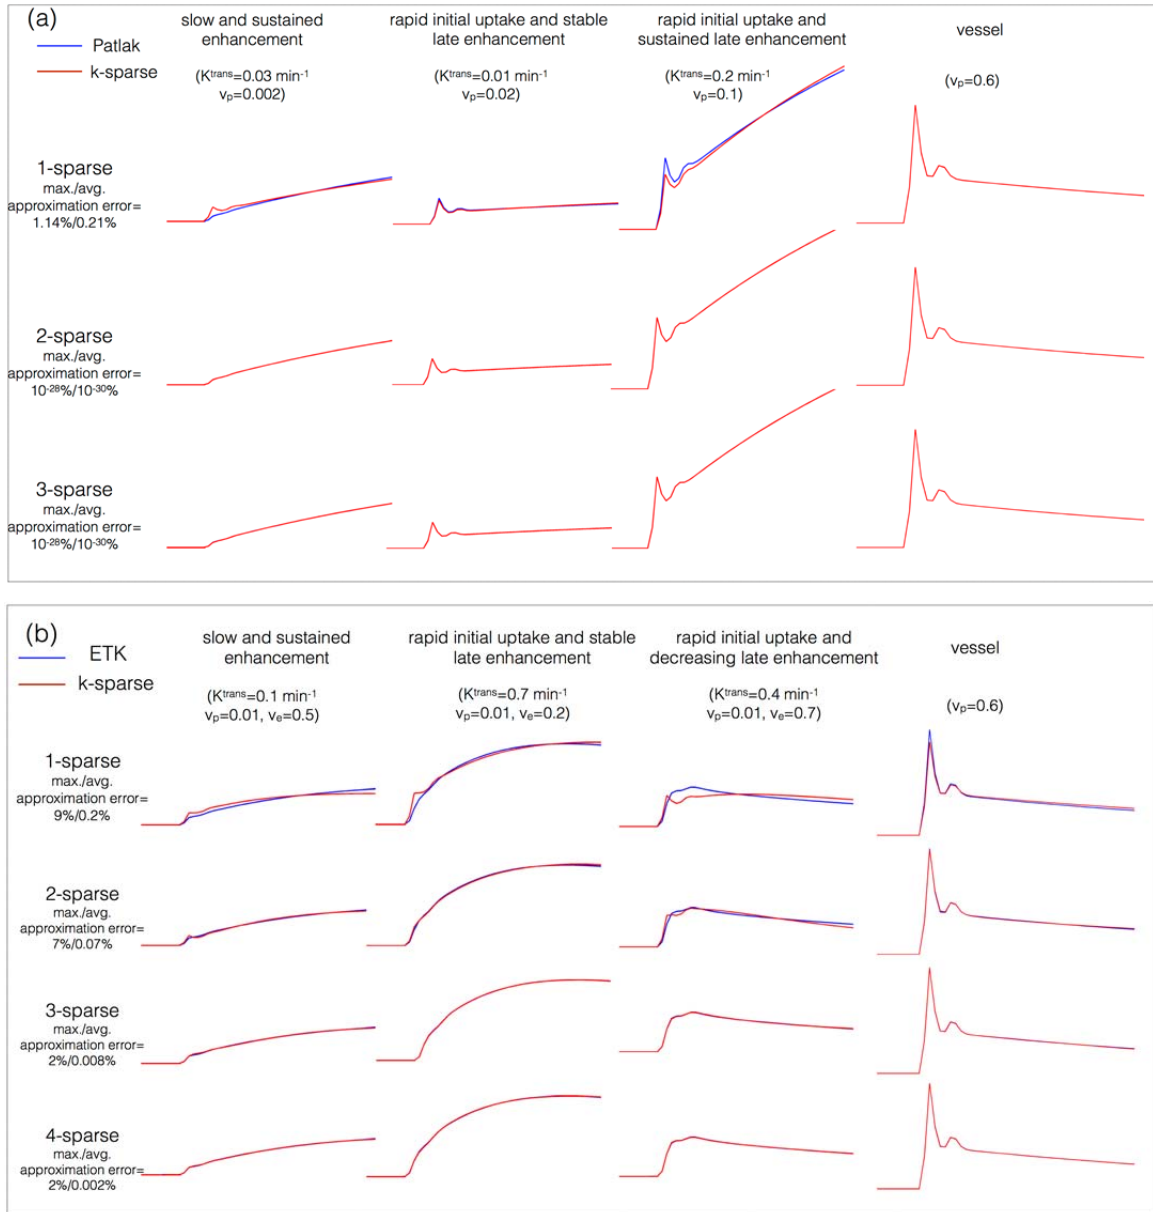 (a)
Patlak
k-sparse
slow and sustained
enhancement
(Kᵗʳᵃⁿˢ=0.03 min⁻¹
vₚ=0.002)
rapid initial uptake and stable
late enhancement
(Kᵗʳᵃⁿˢ=0.01 min⁻¹
vₚ=0.02)
rapid initial uptake and
sustained late enhancement
(Kᵗʳᵃⁿˢ=0.2 min⁻¹
vₚ=0.1)
vessel
(vₚ=0.6)
1-sparse
max./avg.
approximation error=
1.14%/0.21%
2-sparse
max./avg.
approximation error=
10⁻²⁸%/10⁻³⁰%
3-sparse
max./avg.
approximation error=
10⁻²⁸%/10⁻³⁰%
(b)
ETK
k-sparse
slow and sustained
enhancement
(Kᵗʳᵃⁿˢ=0.1 min⁻¹
vₚ=0.01, vₑ=0.5)
rapid initial uptake and stable
late enhancement
(Kᵗʳᵃⁿˢ=0.7 min⁻¹
vₚ=0.01, vₑ=0.2)
rapid initial uptake and
decreasing late enhancement
(Kᵗʳᵃⁿˢ=0.4 min⁻¹
vₚ=0.01, vₑ=0.7)
vessel
(vₚ=0.6)
1-sparse
max./avg.
approximation error=
9%/0.2%
2-sparse
max./avg.
approximation error=
7%/0.07%
3-sparse
max./avg.
approximation error=
2%/0.008%
4-sparse
max./avg.
approximation error=
2%/0.002%